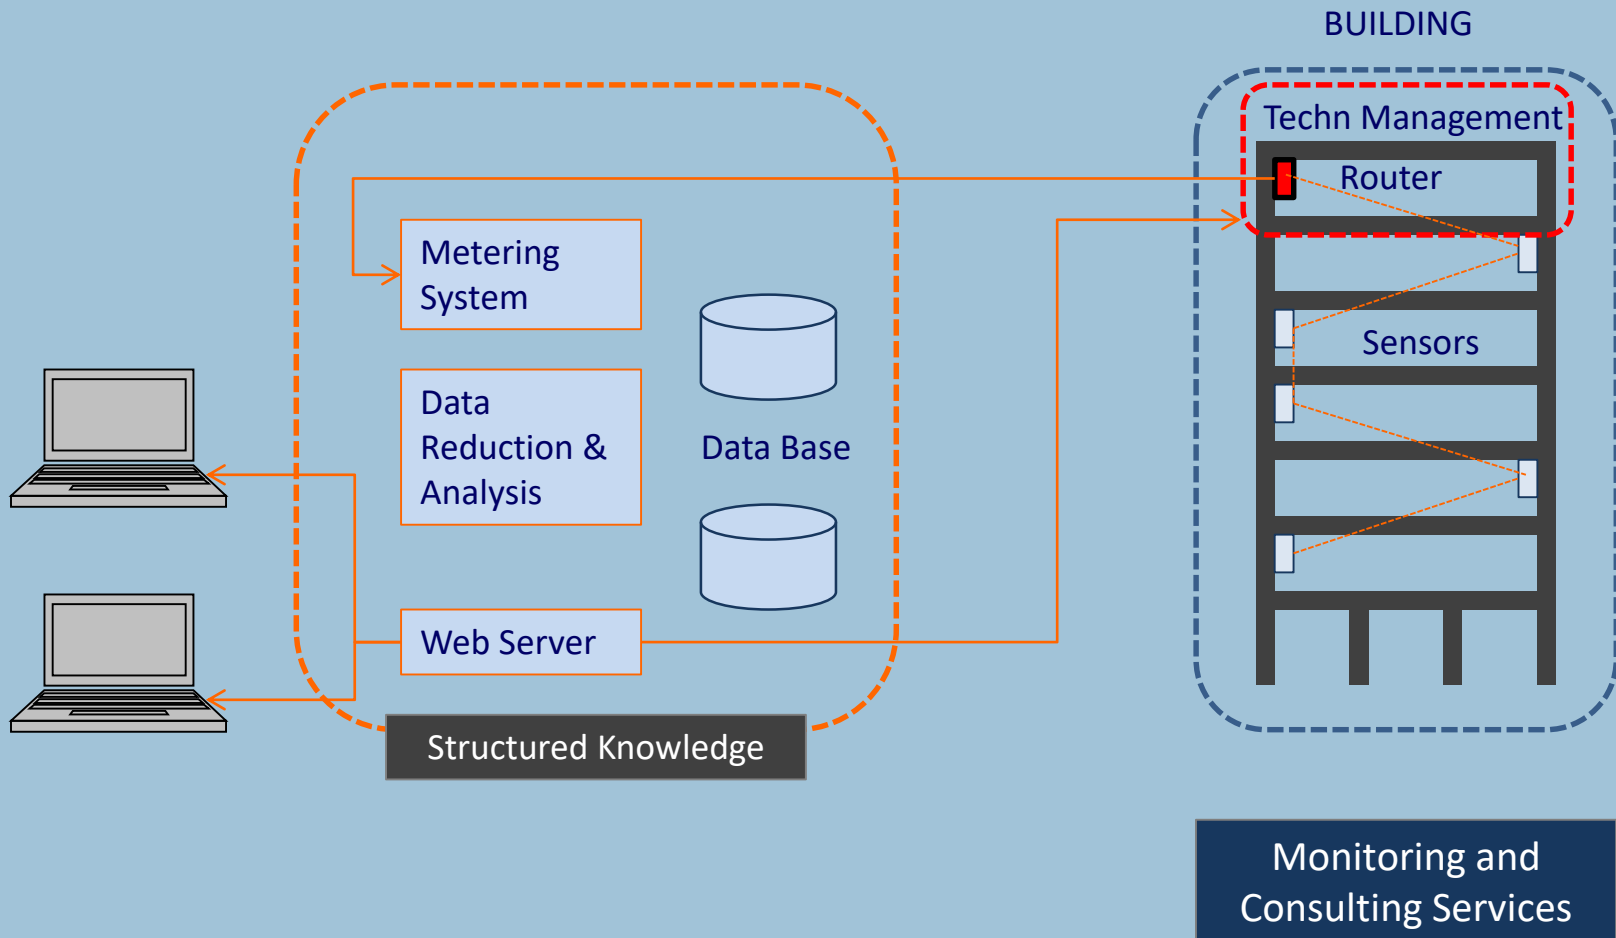 BUILDING
Techn Management
Router
Metering
System
Sensors
Data
Reduction &
Analysis
Data Base
Web Server
Structured Knowledge
Monitoring and
Consulting Services